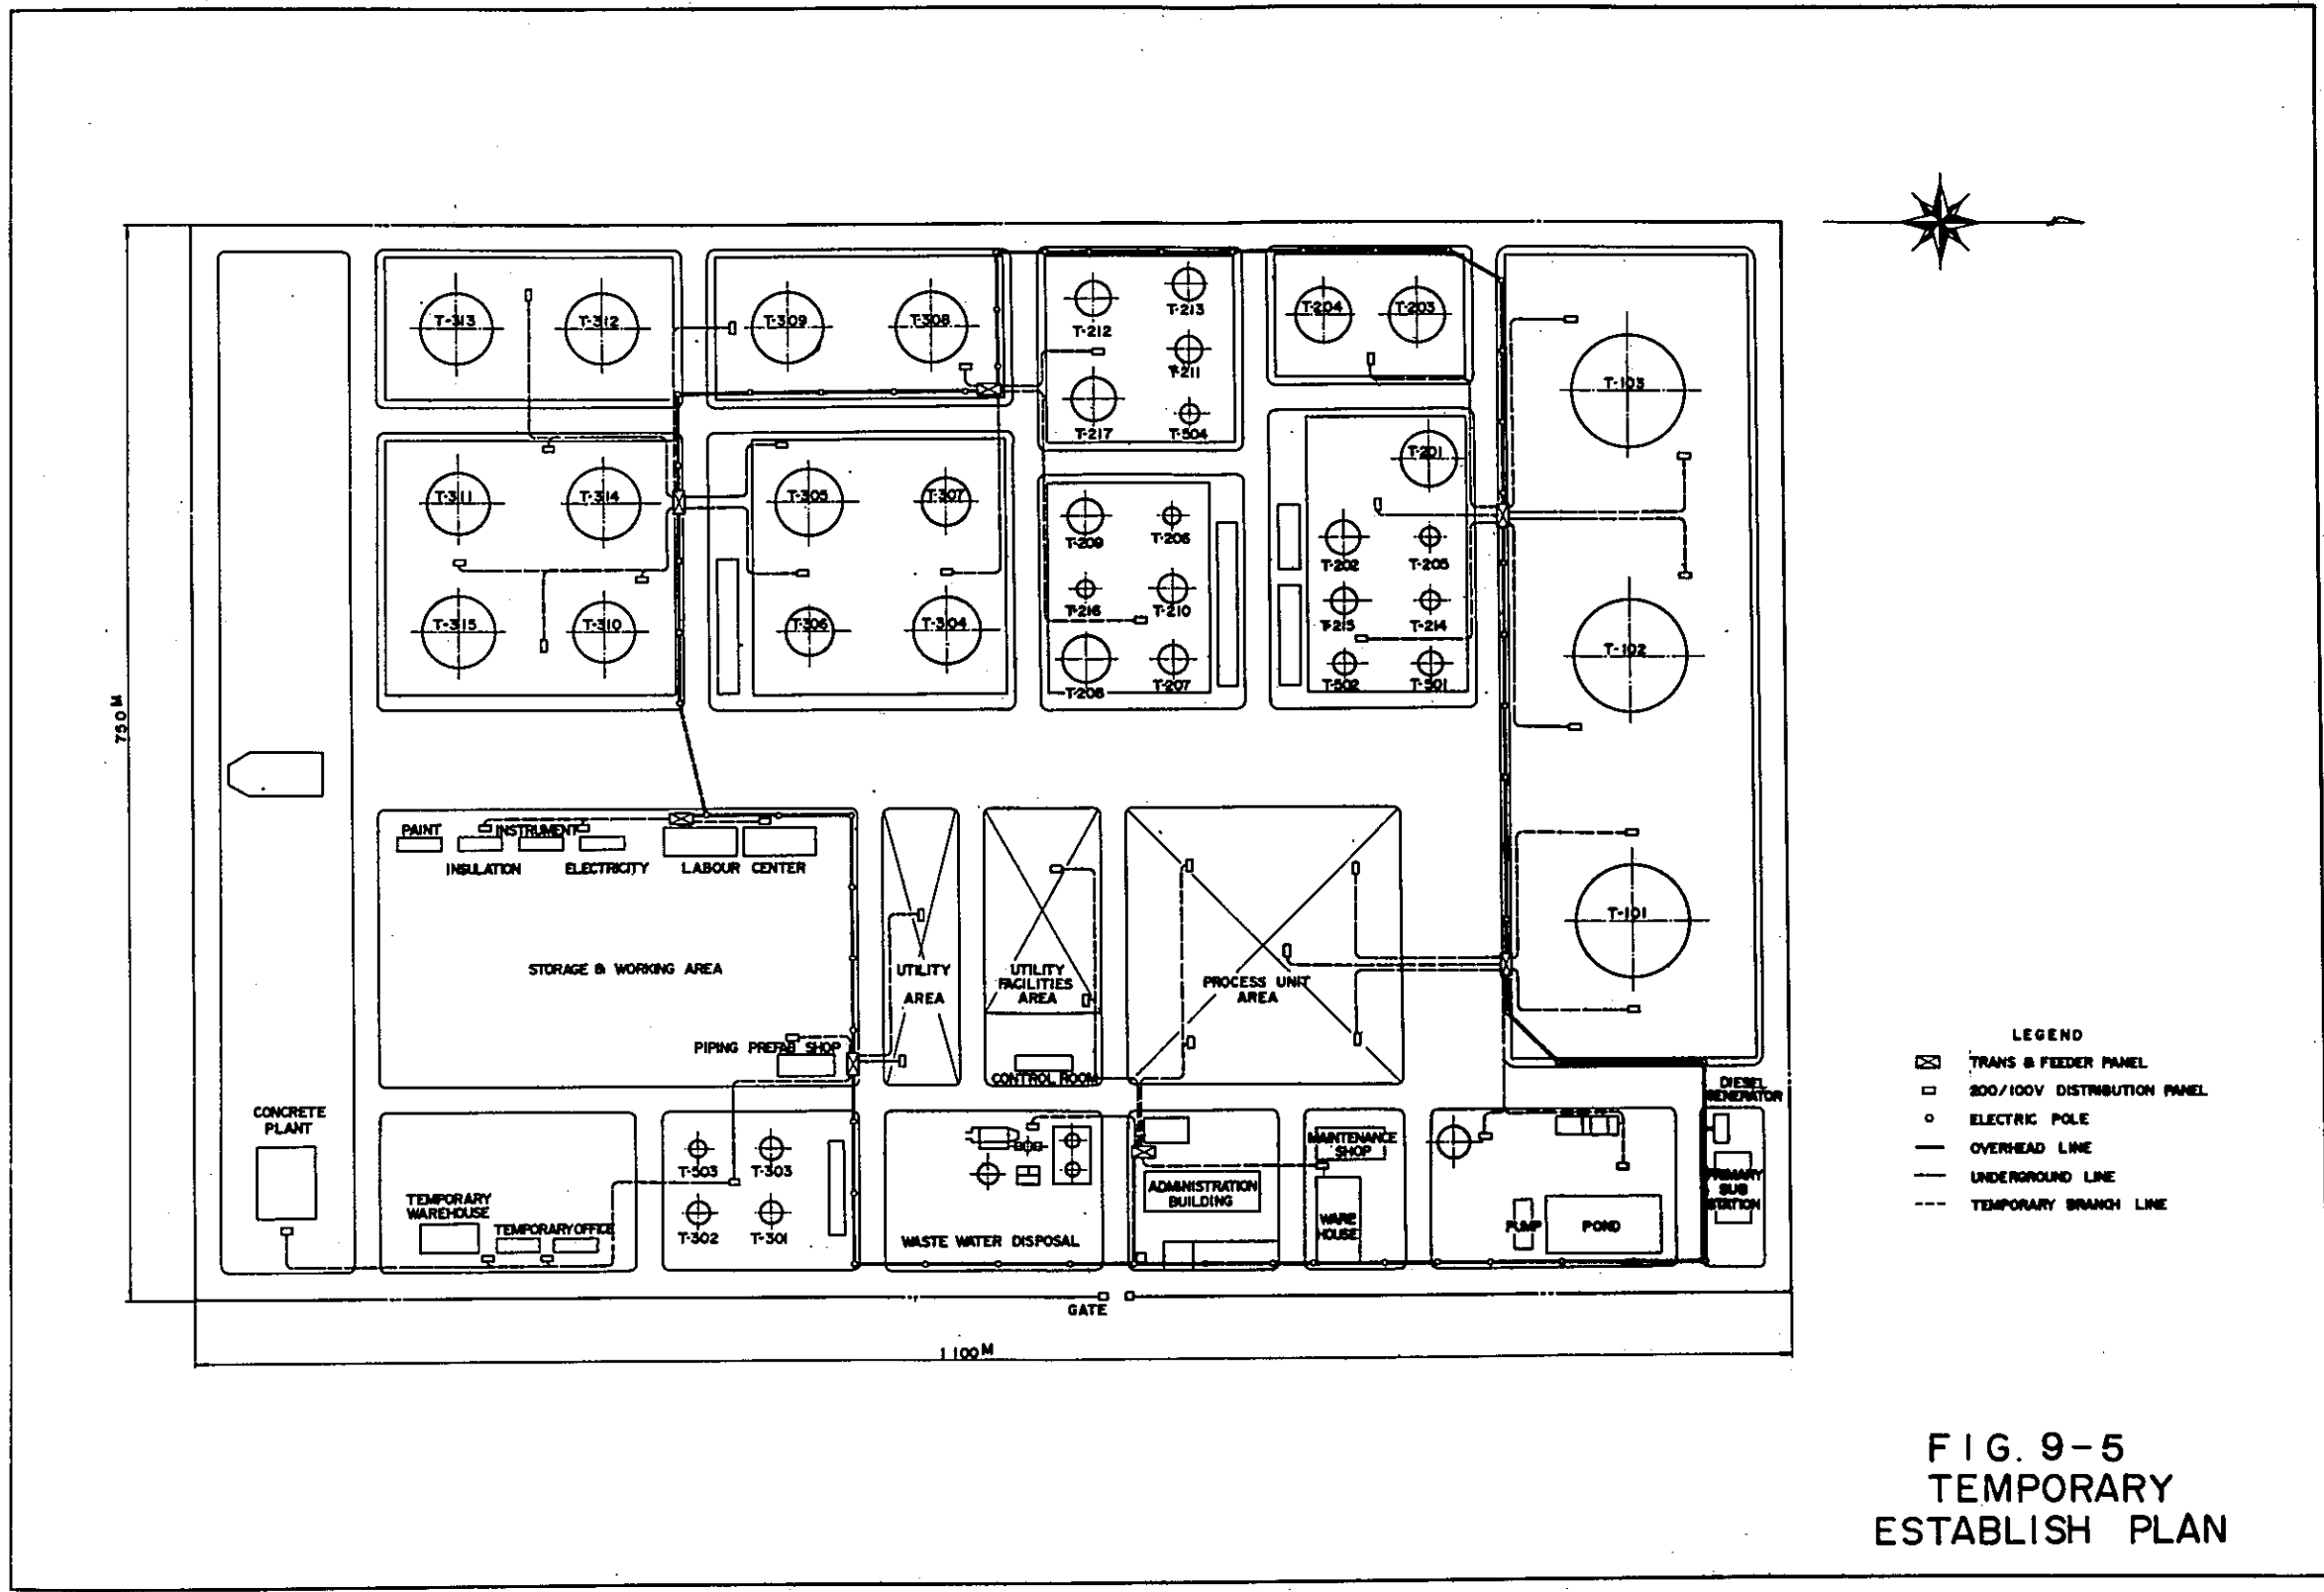 T-313
T-312
T-309
T-308
T-212
T-213
T-211
T-217
T-504
T-204
T-203
T-103
T-311
T-314
T-305
T-307
T-201
T-209
T-206
T-202
T-205
T-216
T-210
T-215
T-214
T-315
T-310
T-306
T-304
T-208
T-207
T-502
T-501
T-102
750M
PAINT
INSTRUMENT
INSULATION
ELECTRICITY
LABOUR CENTER
STORAGE & WORKING AREA
UTILITY
AREA
UTILITY
FACILITIES
AREA
PROCESS UNIT
AREA
T-101
PIPING PREFAB SHOP
CONTROL ROOM
DIESEL
GENERATOR
CONCRETE
PLANT
T-503
T-303
T-302
T-301
TEMPORARY
WAREHOUSE
TEMPORARY OFFICE
WASTE WATER DISPOSAL
ADMINISTRATION
BUILDING
MAINTENANCE
SHOP
WARE
HOUSE
PUMP
POND
PRIMARY
SUB
STATION
GATE
1100M
LEGEND
TRANS & FEEDER PANEL
200/100V DISTRIBUTION PANEL
ELECTRIC POLE
OVERHEAD LINE
UNDERGROUND LINE
TEMPORARY BRANCH LINE
FIG. 9-5
TEMPORARY
ESTABLISH PLAN